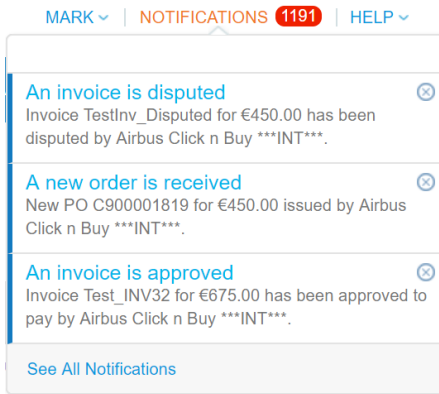 MARK NOTIFICATIONS 1191 HELP
An invoice is disputed
Invoice TestInv_Disputed for €450.00 has been
disputed by Airbus Click n Buy ***INT***.
A new order is received
New PO C900001819 for €450.00 issued by Airbus
Click n Buy ***INT***.
An invoice is approved
Invoice Test_INV32 for €675.00 has been approved to
pay by Airbus Click n Buy ***INT***.
See All Notifications